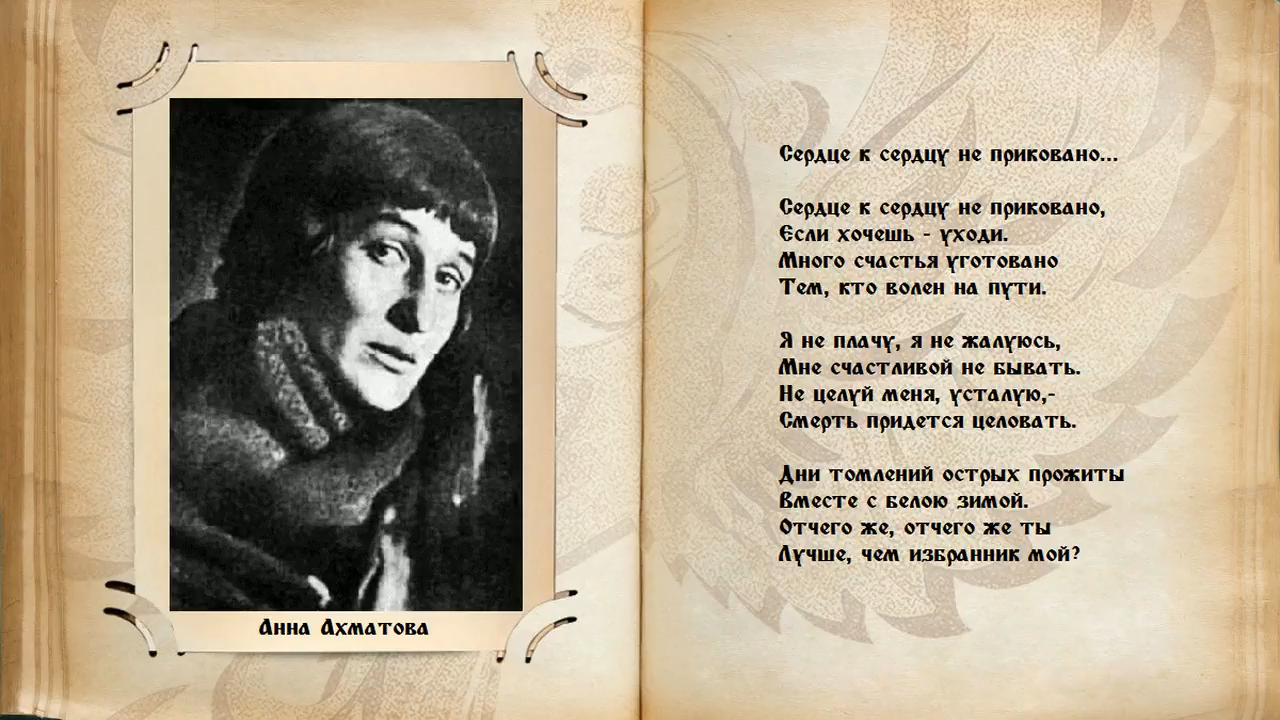 Анна Ахматова
Сердце к сердцу не приковано...
Сердце к сердцу не приковано,
Если хочешь - уходи.
Много счастья уготовано
Тем, кто волен на пути.
Я не плачу, я не жалуюсь,
Мне счастливой не бывать.
Не целуй меня, усталую,-
Смерть придется целовать.
Дни томлений острых прожиты
Вместе с белою зимой.
Отчего же, отчего же ты
Лучше, чем избранник мой?